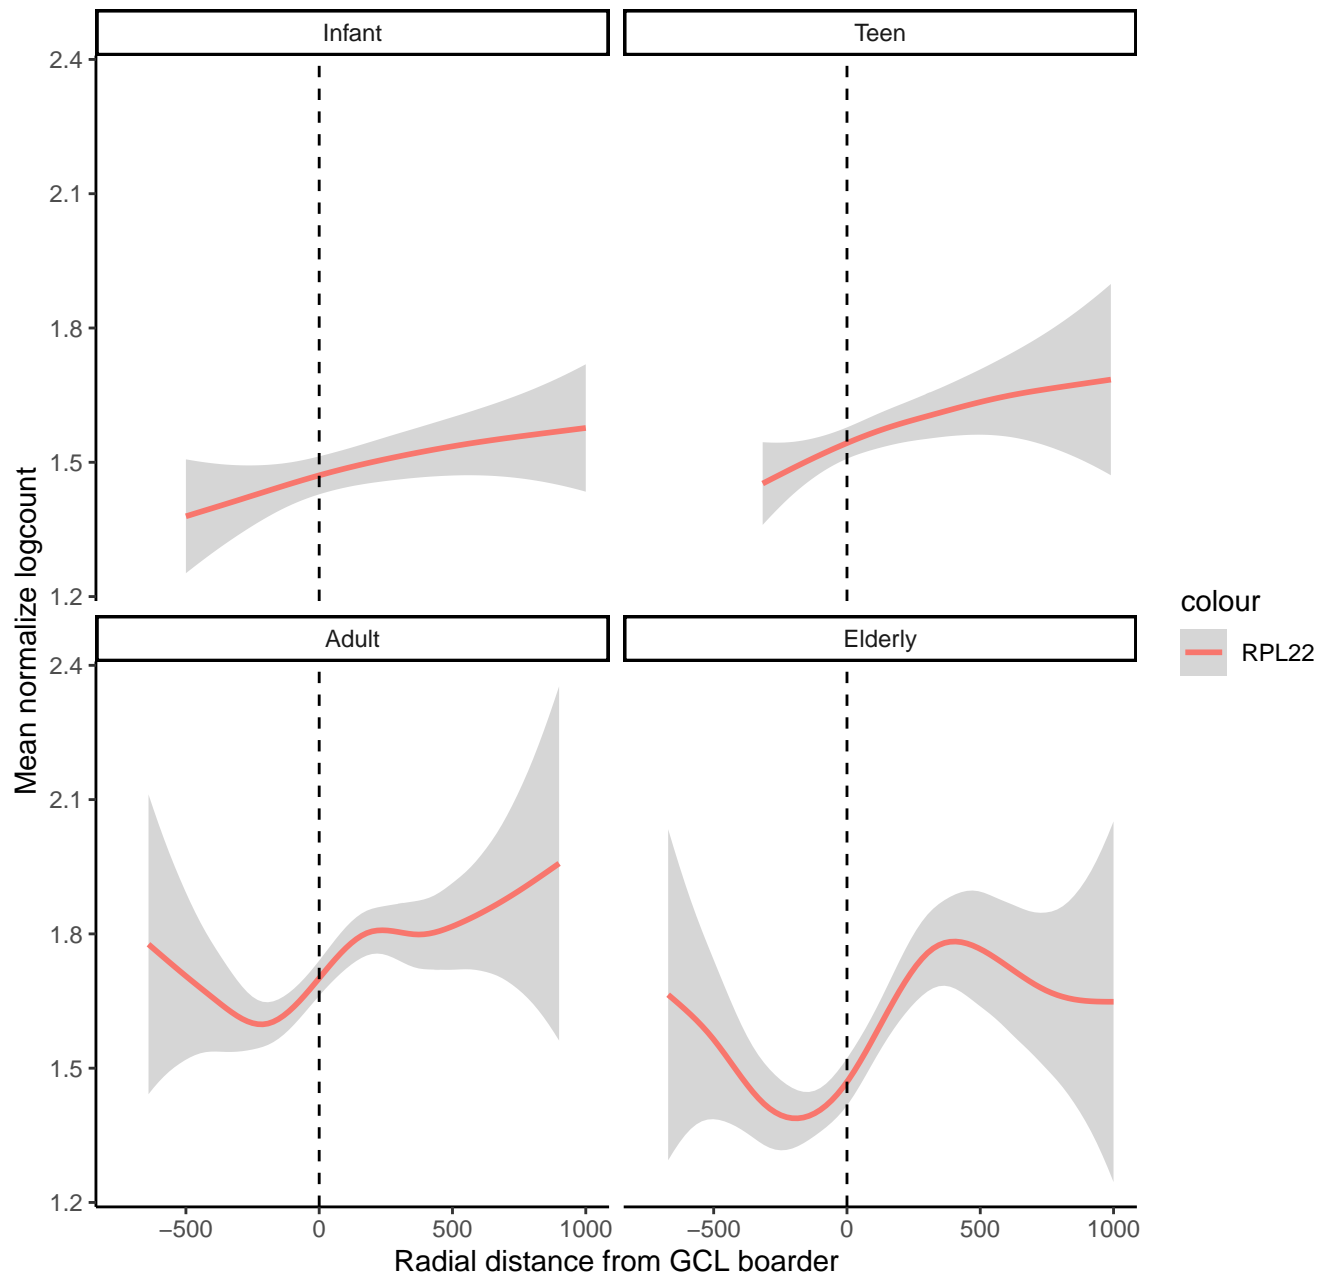 Infant
Teen
2.4
2.1
1.8
1.5
1.2
Adult
Elderly
2.4
2.1
1.8
1.5
1.2
−500
0
500
1000
−500
0
500
1000
Radial distance from GCL boarder
Mean normalize logcount
colour
RPL22